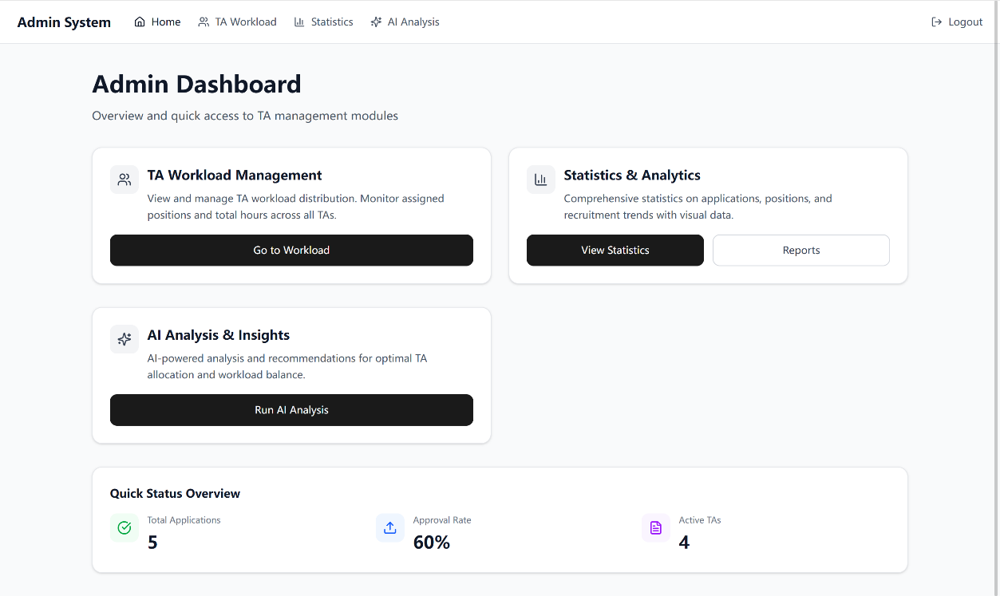 Admin System
Home
TA Workload
Statistics
AI Analysis
Logout
Admin Dashboard
Overview and quick access to TA management modules
TA Workload Management
View and manage TA workload distribution. Monitor assigned
positions and total hours across all TAs.
Go to Workload
Statistics & Analytics
Comprehensive statistics on applications, positions, and
recruitment trends with visual data.
View Statistics
Reports
AI Analysis & Insights
AI-powered analysis and recommendations for optimal TA
allocation and workload balance.
Run AI Analysis
Quick Status Overview
Total Applications
5
Approval Rate
60%
Active TAs
4